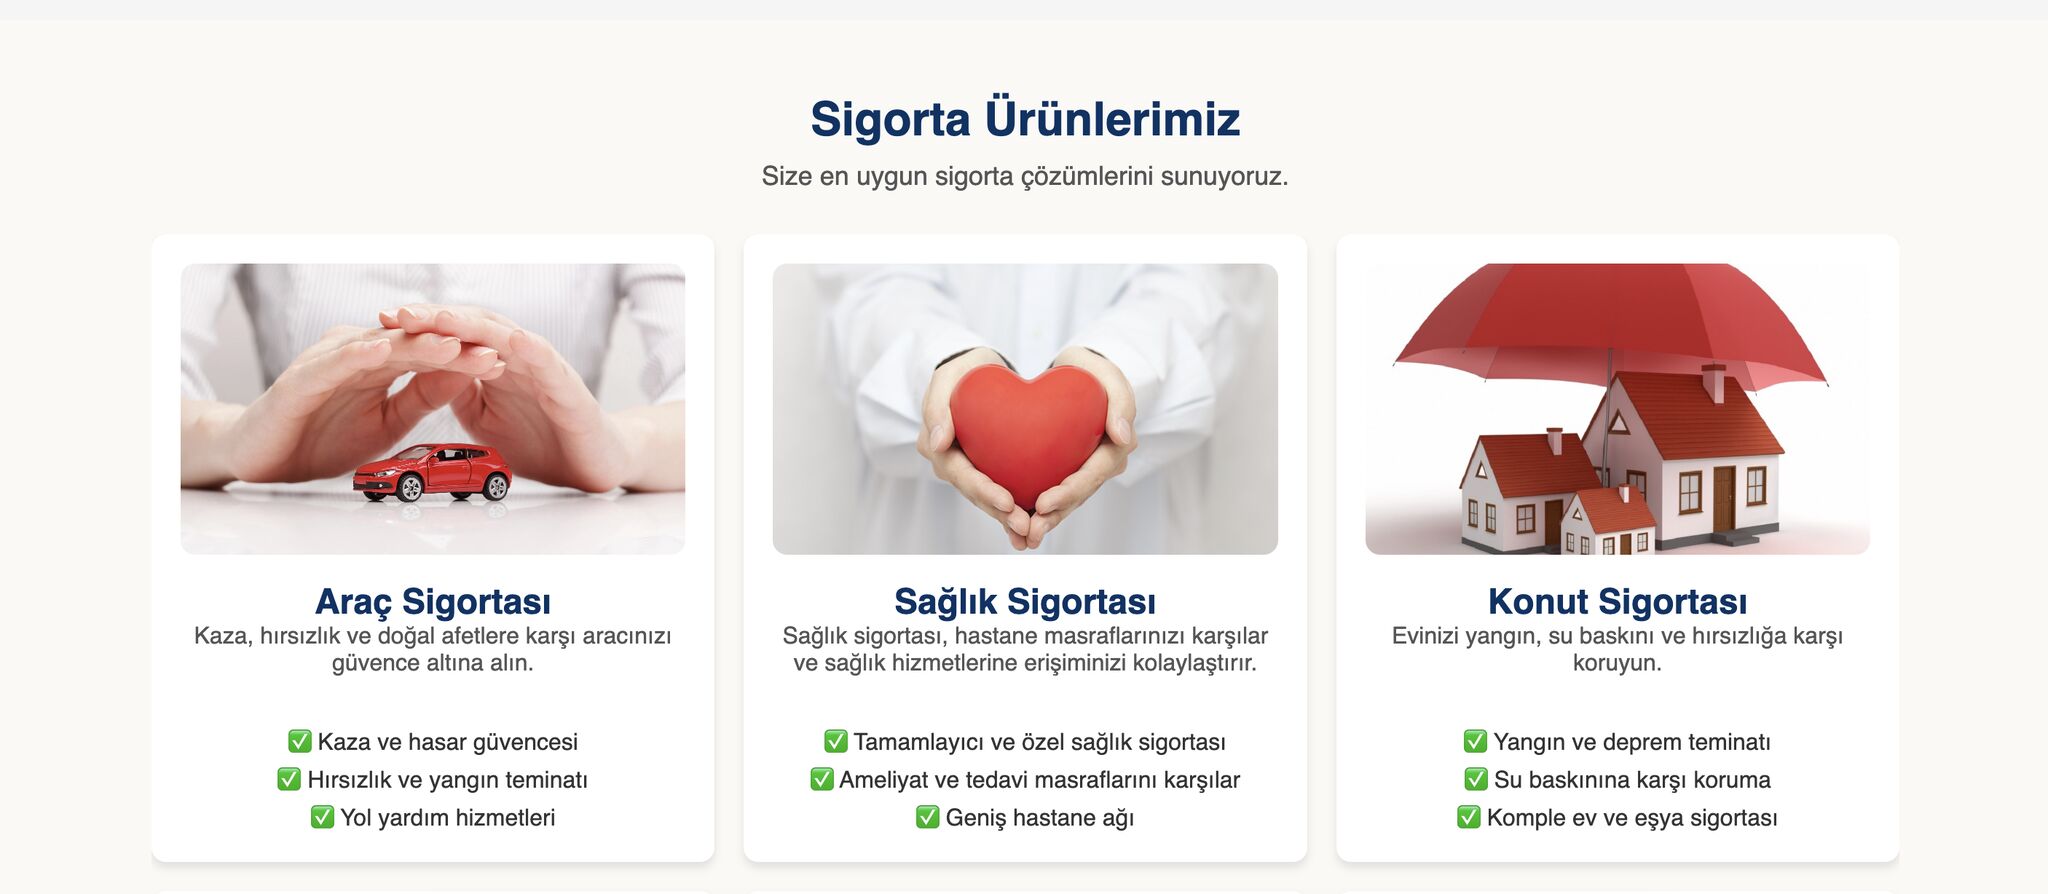 Sigorta Ürünlerimiz
Size en uygun sigorta çözümlerini sunuyoruz.
Araç Sigortası
Kaza, hırsızlık ve doğal afetlere karşı aracınızı
güvence altına alın.
✅ Kaza ve hasar güvencesi
✅ Hırsızlık ve yangın teminatı
✅ Yol yardım hizmetleri
Sağlık Sigortası
Sağlık sigortası, hastane masraflarınızı karşılar
ve sağlık hizmetlerine erişiminizi kolaylaştırır.
✅ Tamamlayıcı ve özel sağlık sigortası
✅ Ameliyat ve tedavi masraflarını karşılar
✅ Geniş hastane ağı
Konut Sigortası
Evinizi yangın, su baskını ve hırsızlığa karşı
koruyun.
✅ Yangın ve deprem teminatı
✅ Su baskınına karşı koruma
✅ Komple ev ve eşya sigortası